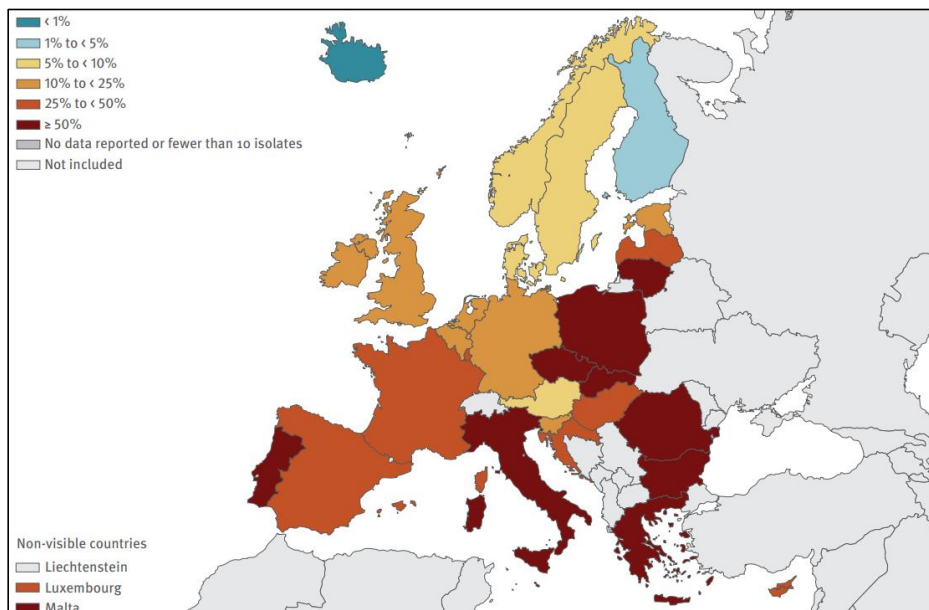 < 1%
1% to < 5%
5% to < 10%
10% to < 25%
25% to < 50%
≥ 50%
No data reported or fewer than 10 isolates
Not included
Non-visible countries
Liechtenstein
Luxembourg
Malta